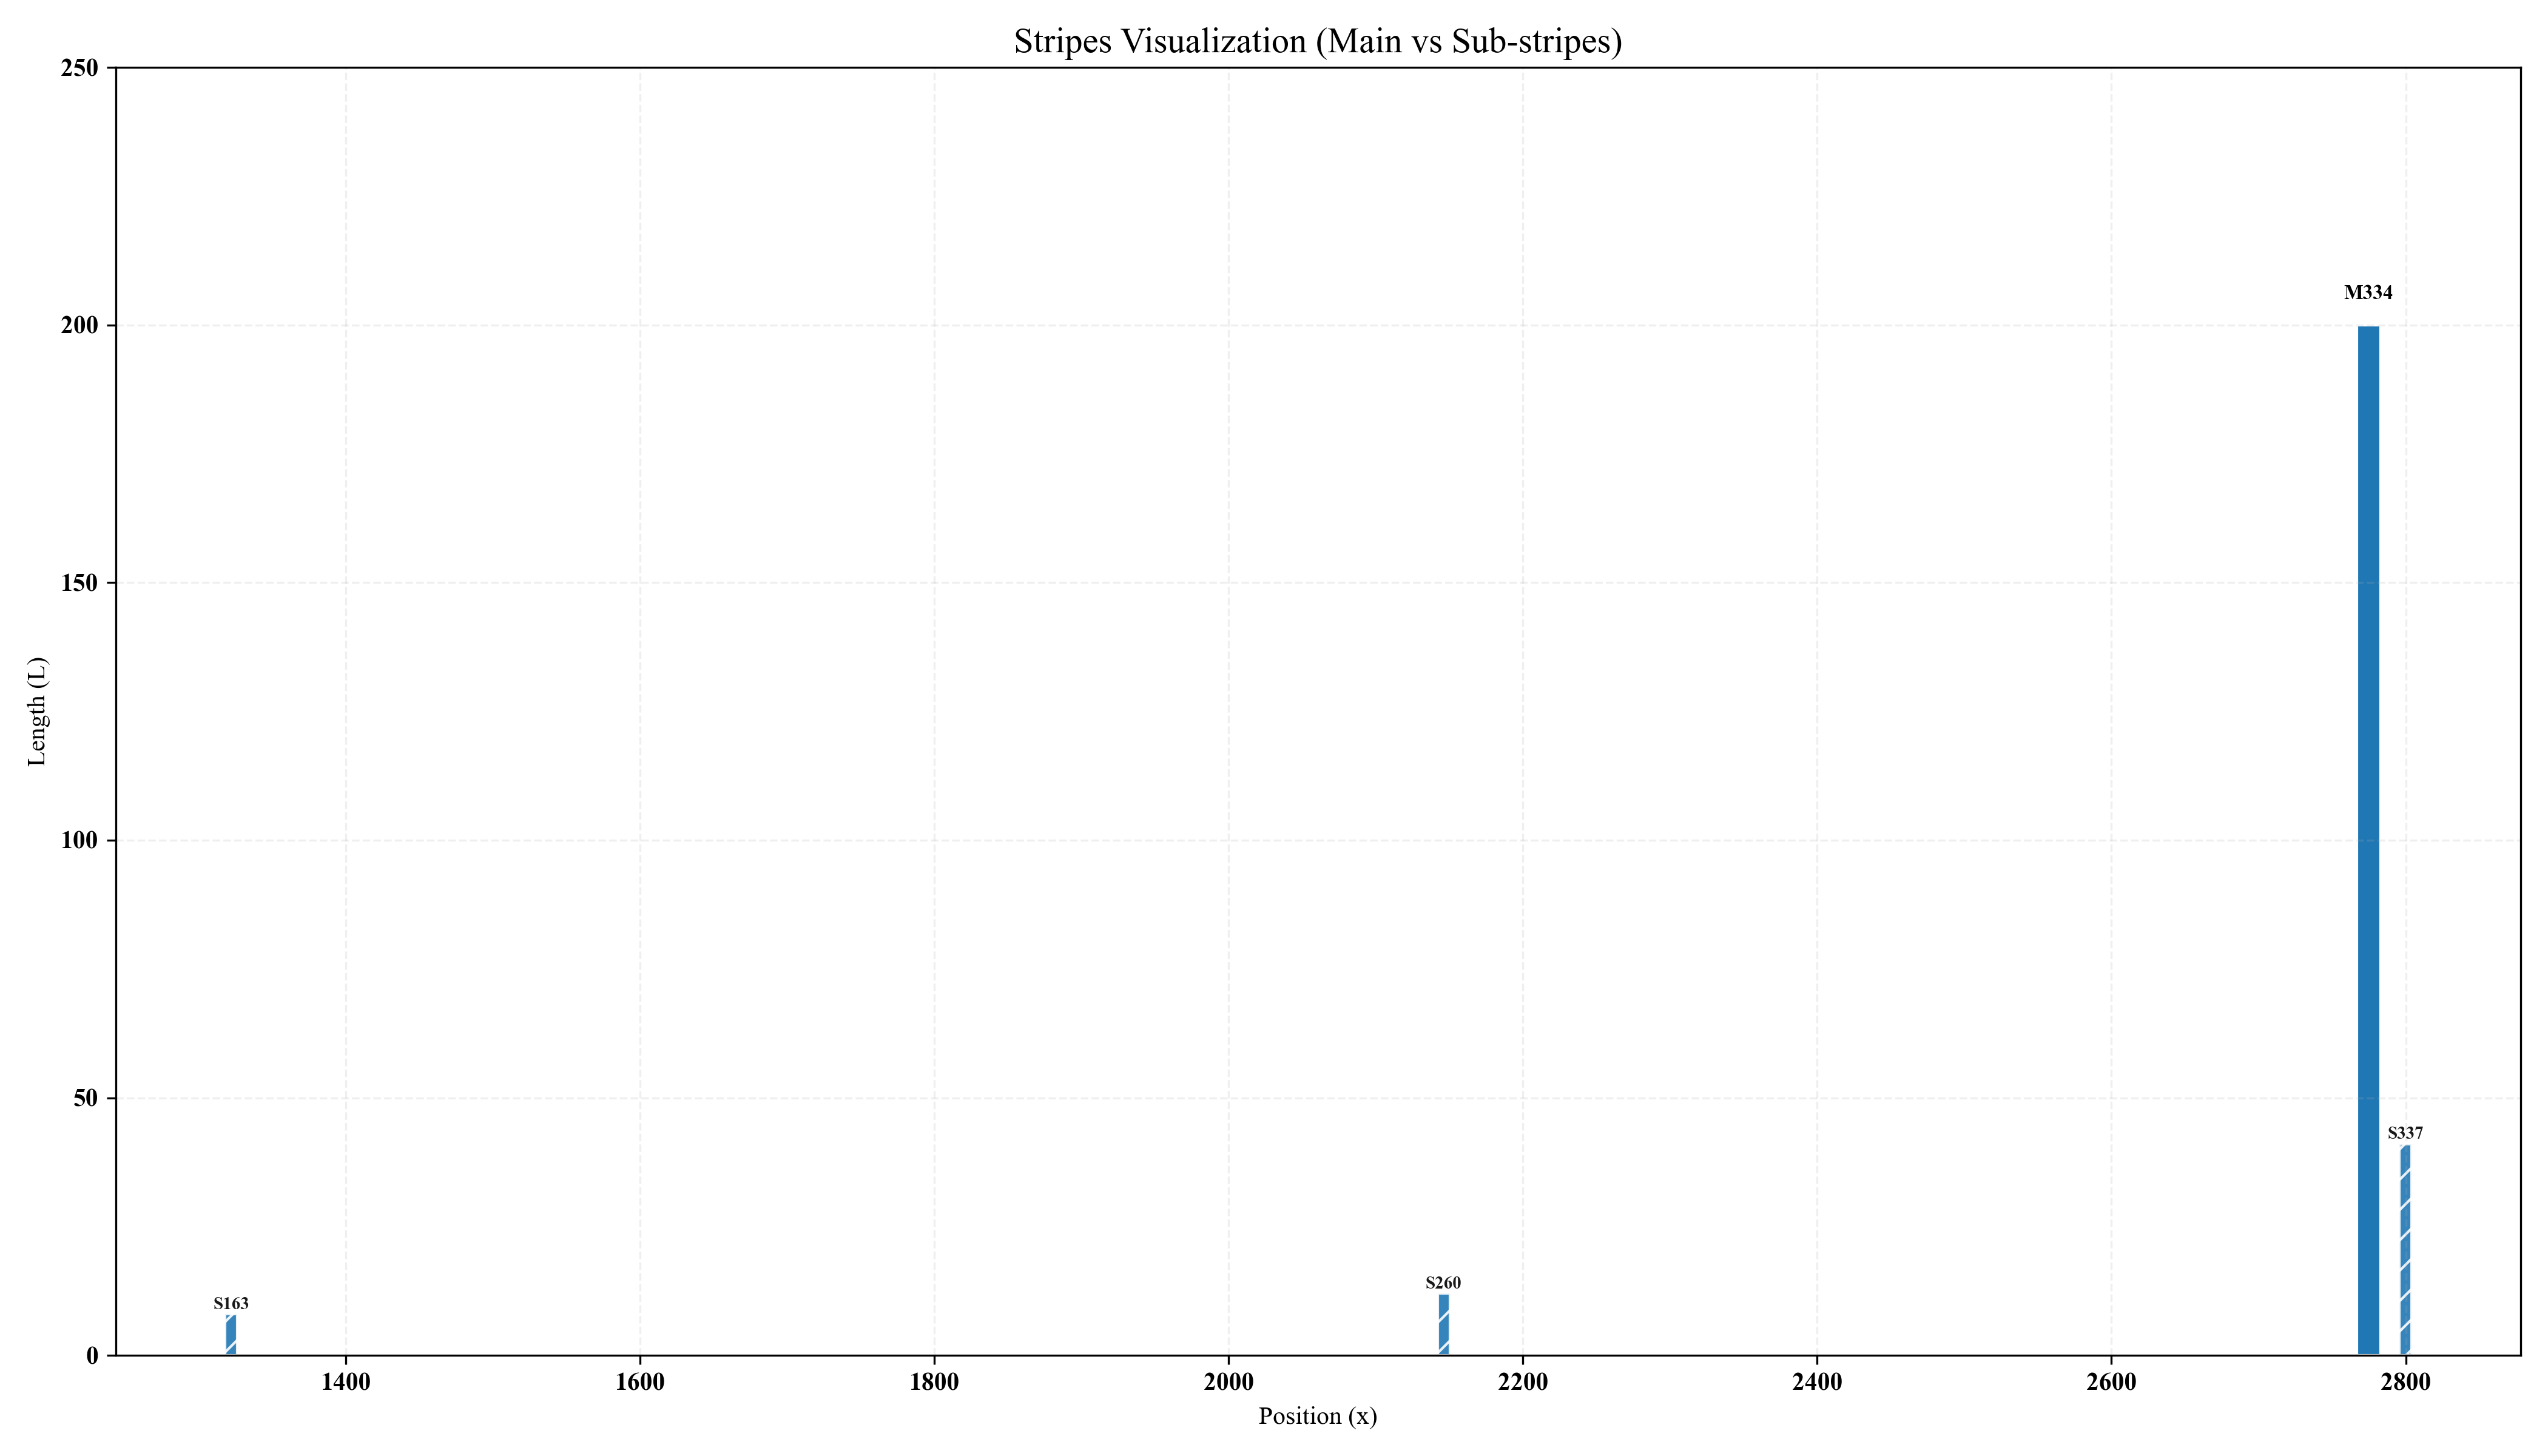 Stripes Visualization (Main vs Sub-stripes)
250
200
150
100
50
0
Length (L)
M334
S337
S260
S163
1400 1600 1800 2000 2200 2400 2600 2800
Position (x)